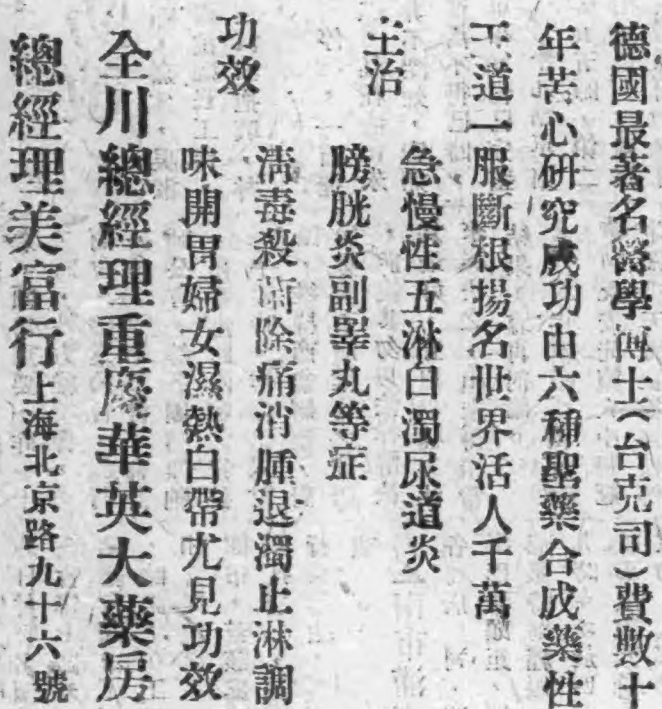 德國最著名醫學博士(台克司)費數十
年苦心研究成功由六種聖藥合成藥性
王道一服斷根揚名世界活人千萬
主治
急慢性五淋白濁尿道炎
膀胱炎副睪丸等症
功效
淸毒殺菌除痛消腫退濁止淋調
味開胃婦女濕熱白帶尤見功效
全川總經理重慶華英大藥房
總經理美富行上海北京路九十六號